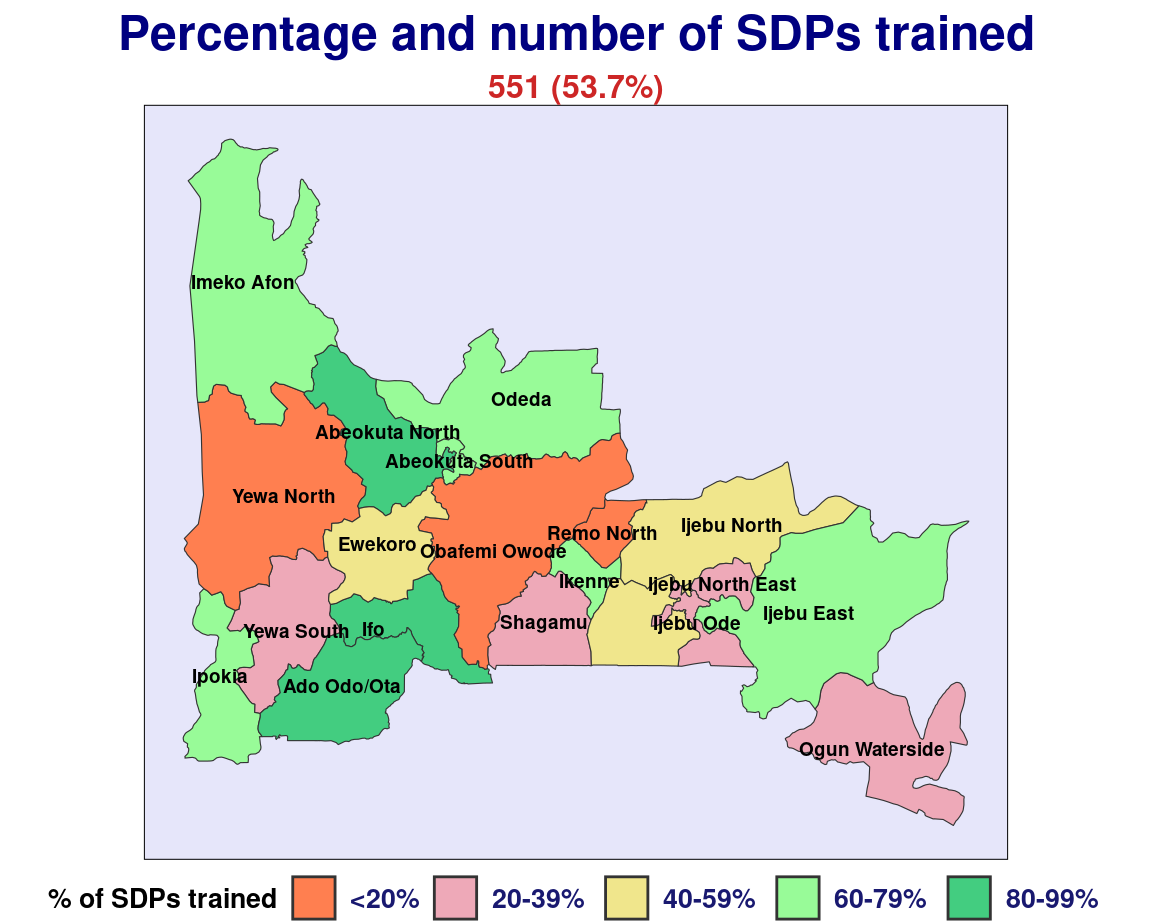 Percentage and number of SDPs trained
551 (53.7%)
Imeko Afon
Odeda
Abeokuta North
Abeokuta South
Yewa North
Ijebu North
Remo North
Ewekoro
Obafemi Owode
Ikenne
Ijebu North East
Ijebu East
Shagamu
Ijebu Ode
Yewa South
Ifo
Ipokia
Ado Odo/Ota
Ogun Waterside
% of SDPs trained <20% 20-39% 40-59% 60-79% 80-99%